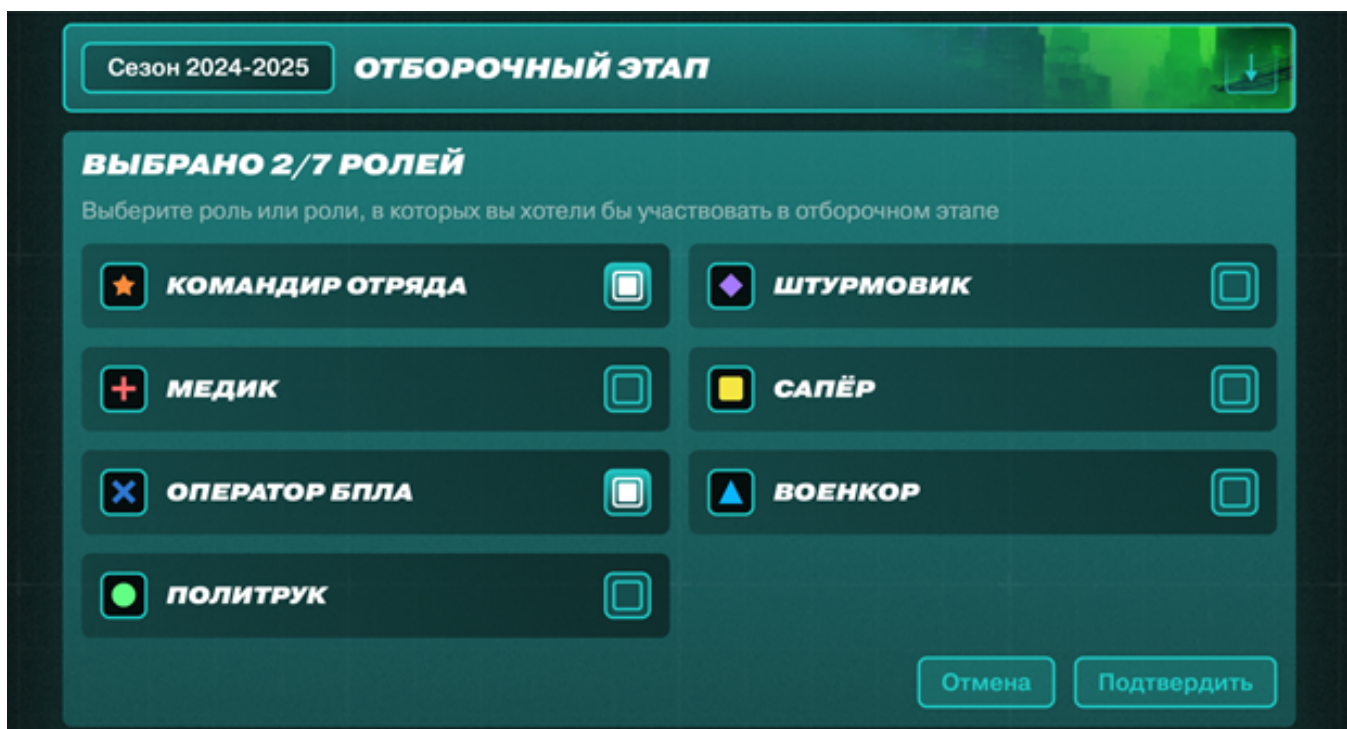 Сезон 2024-2025 ОТБОРОЧНЫЙ ЭТАП
ВЫБРАНО 2/7 РОЛЕЙ
Выберите роль или роли, в которых вы хотели бы участвовать в отборочном этапе
КОМАНДИР ОТРЯДА
ШТУРМОВИК
МЕДИК
САПЁР
ОПЕРАТОР БПЛА
ВОЕНКОР
ПОЛИТРУК
Отмена
Подтвердить